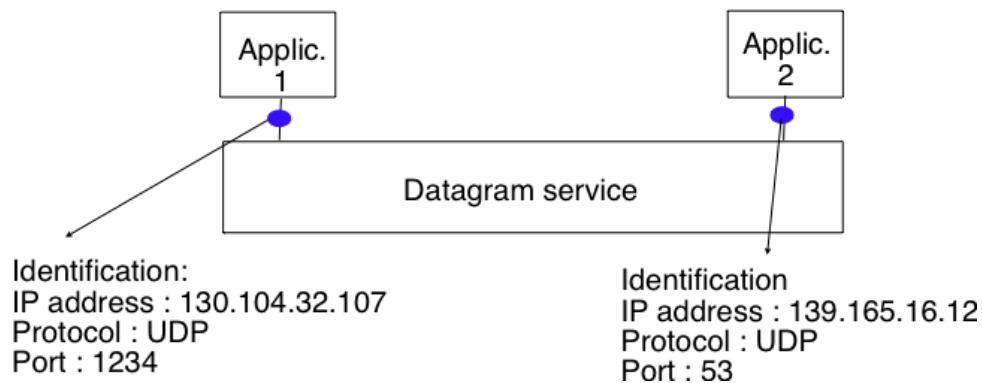 Applic.
1
Applic.
2
Datagram service
Identification:
IP address : 130.104.32.107
Protocol : UDP
Port : 1234
Identification
IP address : 139.165.16.12
Protocol : UDP
Port : 53